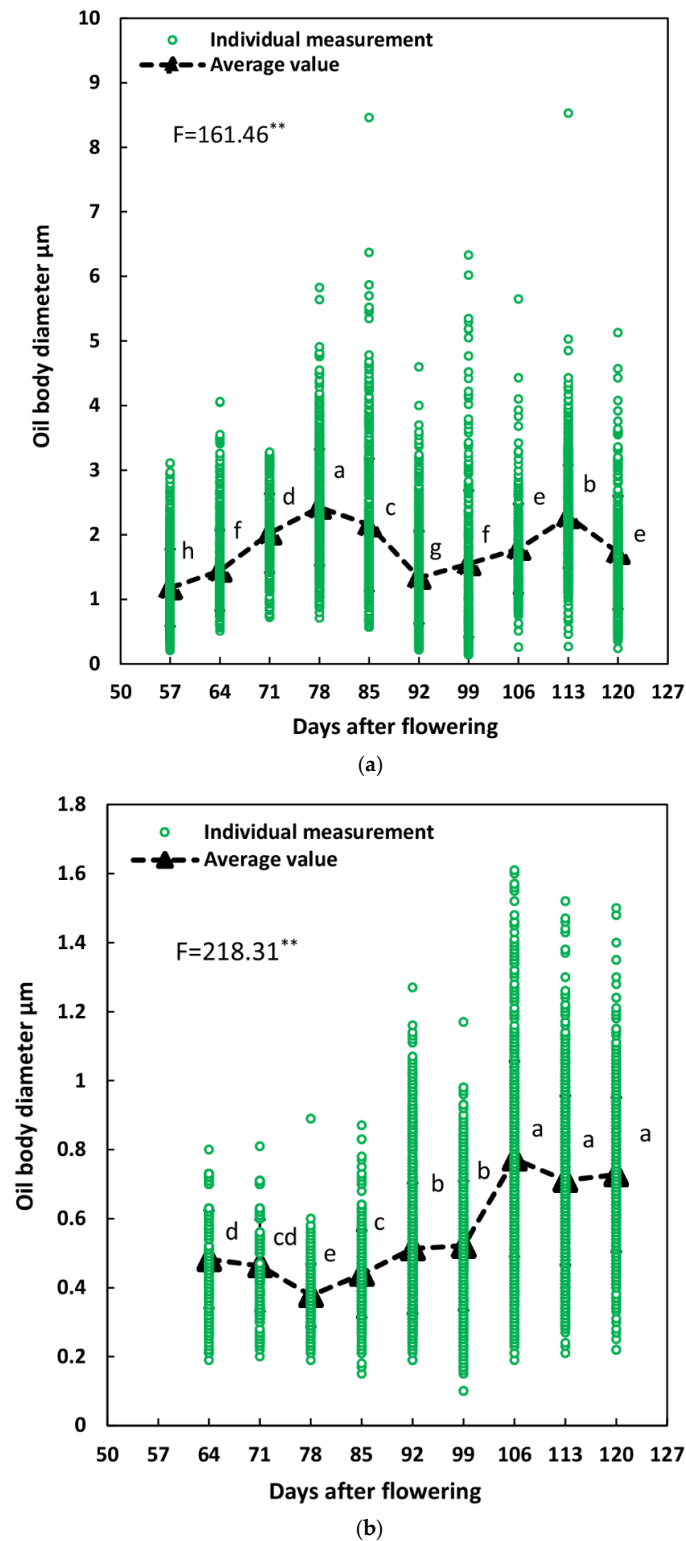 10
9
8
7
6
5
4
3
2
1
0
Oil body diameter µm
Individual measurement
Average value
F=161.46**
h
f
d
a
c
g
f
e
b
e
50 57 64 71 78 85 92 99 106 113 120 127
Days after flowering
(a)
1.8
1.6
1.4
1.2
1
0.8
0.6
0.4
0.2
0
Oil body diameter µm
Individual measurement
Average value
F=218.31**
d
cd
e
c
b
b
a
a
a
50 57 64 71 78 85 92 99 106 113 120 127
Days after flowering
(b)